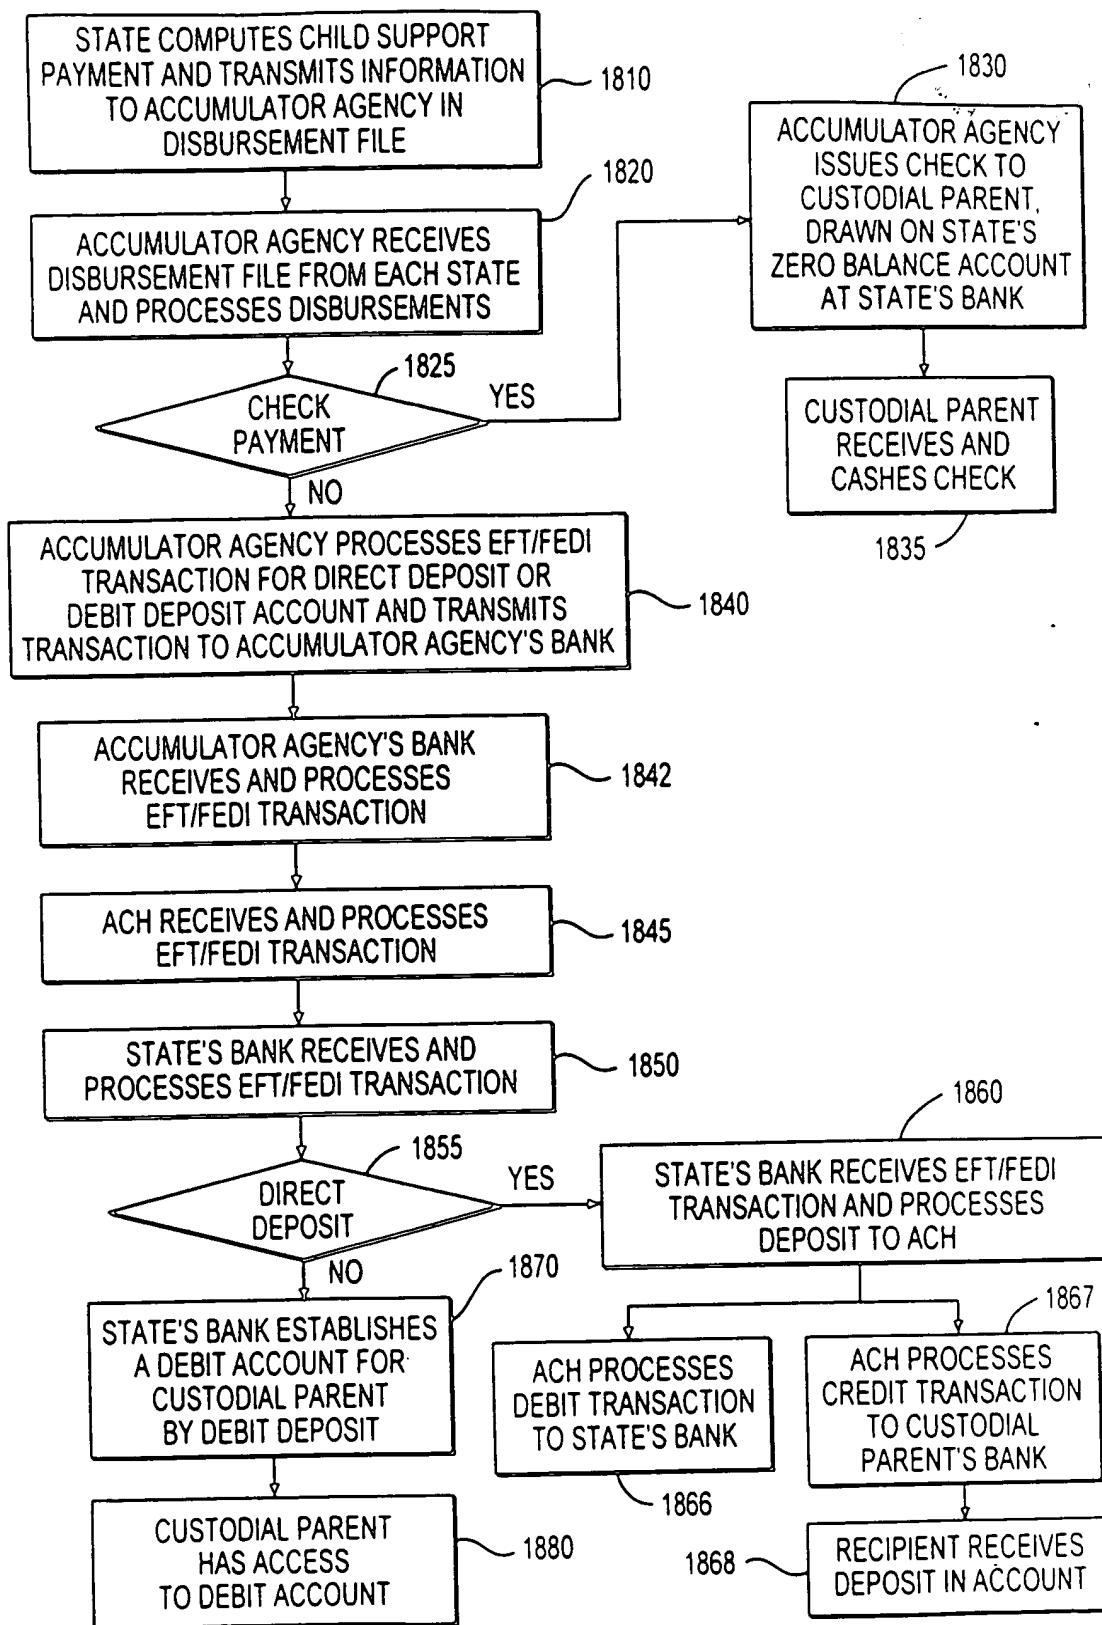 STATE COMPUTES CHILD SUPPORT
PAYMENT AND TRANSMITS INFORMATION
TO ACCUMULATOR AGENCY IN
DISBURSEMENT FILE
1810
1820
ACCUMULATOR AGENCY RECEIVES
DISBURSEMENT FILE FROM EACH STATE
AND PROCESSES DISBURSEMENTS
1825
CHECK
PAYMENT
YES
NO
1830
ACCUMULATOR AGENCY
ISSUES CHECK TO
CUSTODIAL PARENT,
DRAWN ON STATE'S
ZERO BALANCE ACCOUNT
AT STATE'S BANK
CUSTODIAL PARENT
RECEIVES AND
CASHES CHECK
1835
ACCUMULATOR AGENCY PROCESSES EFT/FEDI
TRANSACTION FOR DIRECT DEPOSIT OR
DEBIT DEPOSIT ACCOUNT AND TRANSMITS
TRANSACTION TO ACCUMULATOR AGENCY'S BANK
1840
ACCUMULATOR AGENCY'S BANK
RECEIVES AND PROCESSES
EFT/FEDI TRANSACTION
1842
ACH RECEIVES AND PROCESSES
EFT/FEDI TRANSACTION
1845
STATE'S BANK RECEIVES AND
PROCESSES EFT/FEDI TRANSACTION
1850
1855
DIRECT
DEPOSIT
YES
NO
1860
STATE'S BANK RECEIVES EFT/FEDI
TRANSACTION AND PROCESSES
DEPOSIT TO ACH
1870
STATE'S BANK ESTABLISHES
A DEBIT ACCOUNT FOR
CUSTODIAL PARENT
BY DEBIT DEPOSIT
ACH PROCESSES
DEBIT TRANSACTION
TO STATE'S BANK
1866
1867
ACH PROCESSES
CREDIT TRANSACTION
TO CUSTODIAL
PARENT'S BANK
CUSTODIAL PARENT
HAS ACCESS
TO DEBIT ACCOUNT
1880
1868
RECIPIENT RECEIVES
DEPOSIT IN ACCOUNT